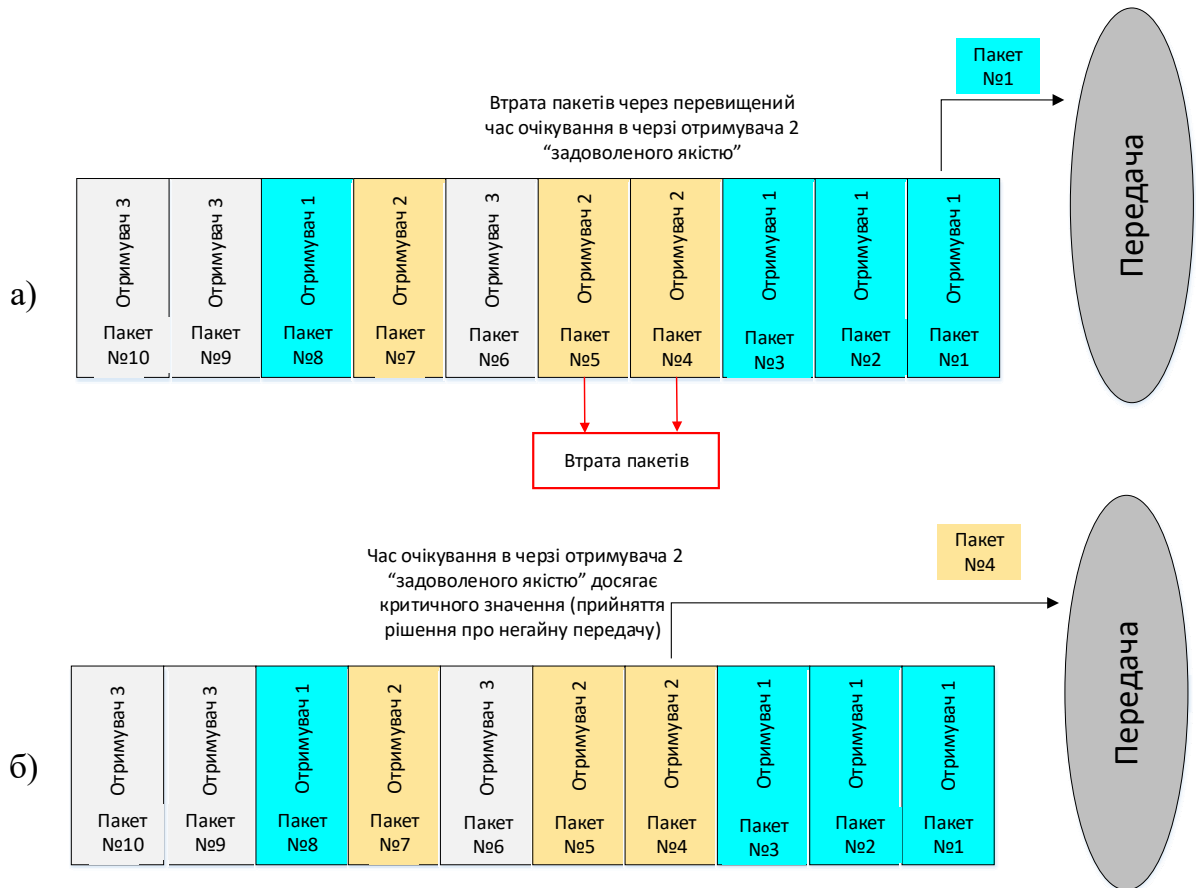 Пакет
№1
Передача
Втрата пакетів через перевищений
час очікування в черзі отримувача 2
“задоволеного якістю”
а)
Отримувач 3
Отримувач 3
Отримувач 1
Отримувач 2
Отримувач 3
Отримувач 2
Отримувач 2
Отримувач 1
Отримувач 1
Отримувач 1
Пакет
№10
Пакет
№9
Пакет
№8
Пакет
№7
Пакет
№6
Пакет
№5
Пакет
№4
Пакет
№3
Пакет
№2
Пакет
№1
Втрата пакетів
Пакет
№4
Передача
Час очікування в черзі отримувача 2
“задоволеного якістю” досягає
критичного значення (прийняття
рішення про негайну передачу)
б)
Отримувач 3
Отримувач 3
Отримувач 1
Отримувач 2
Отримувач 3
Отримувач 2
Отримувач 2
Отримувач 1
Отримувач 1
Отримувач 1
Пакет
№10
Пакет
№9
Пакет
№8
Пакет
№7
Пакет
№6
Пакет
№5
Пакет
№4
Пакет
№3
Пакет
№2
Пакет
№1